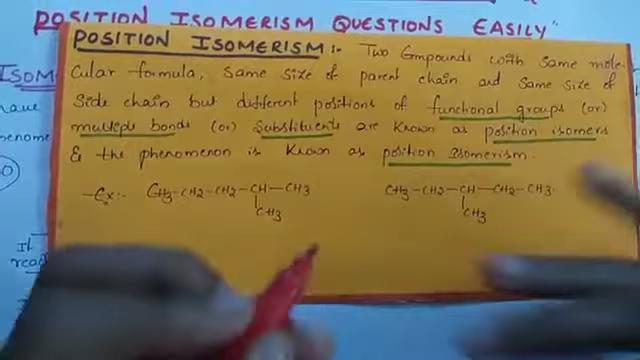 POSITION ISOMERISM QUESTIONS EASILY"
POSITION ISOMERISM:- Two Compounds with same mole-
cular formula, same size of parent chain and same size of
side chain but different positions of functional groups (or)
multiple bonds (or) substituents are known as position isomers
& the phenomenon is known as position Isomerism.
-Ex:- CH3-CH2-CH2-CH-CH3 CH3-CH2-CH-CH2-CH3.
CH3 CH3
ISOM
have
It